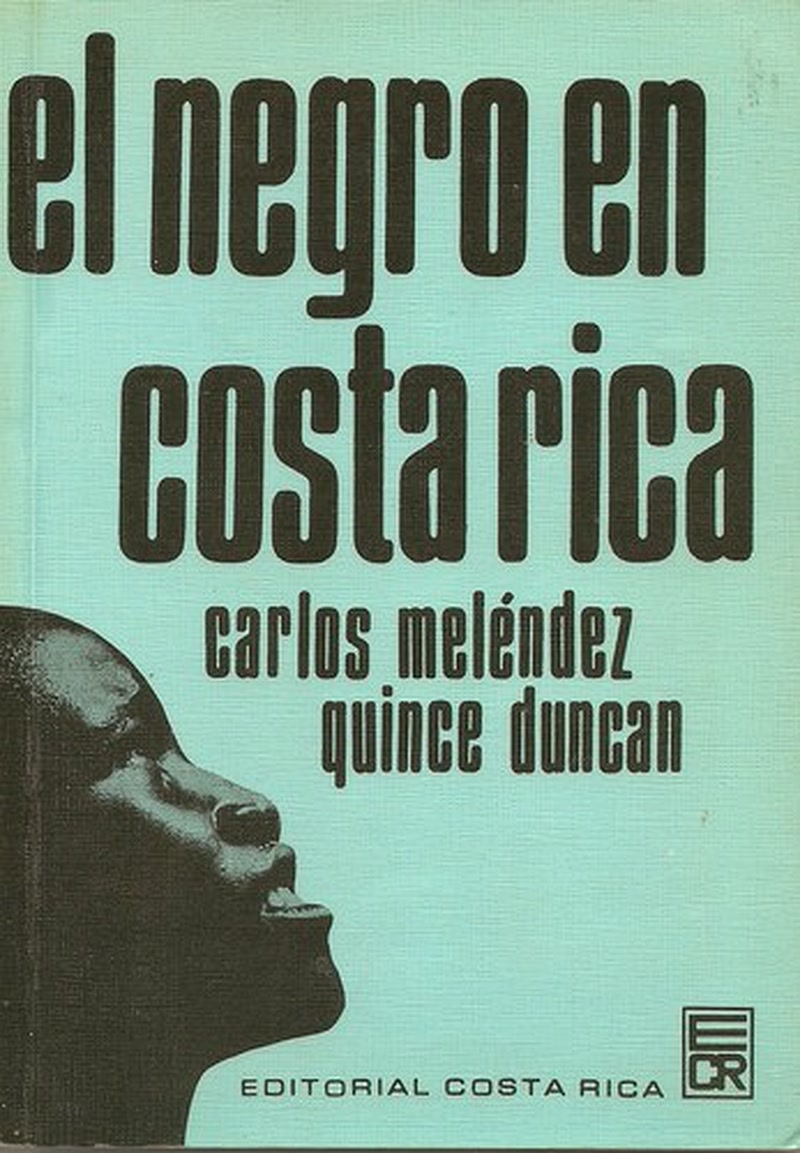 el negro en
costa rica
carlos meléndez
quince duncan
EDITORIAL COSTA RICA
ECR